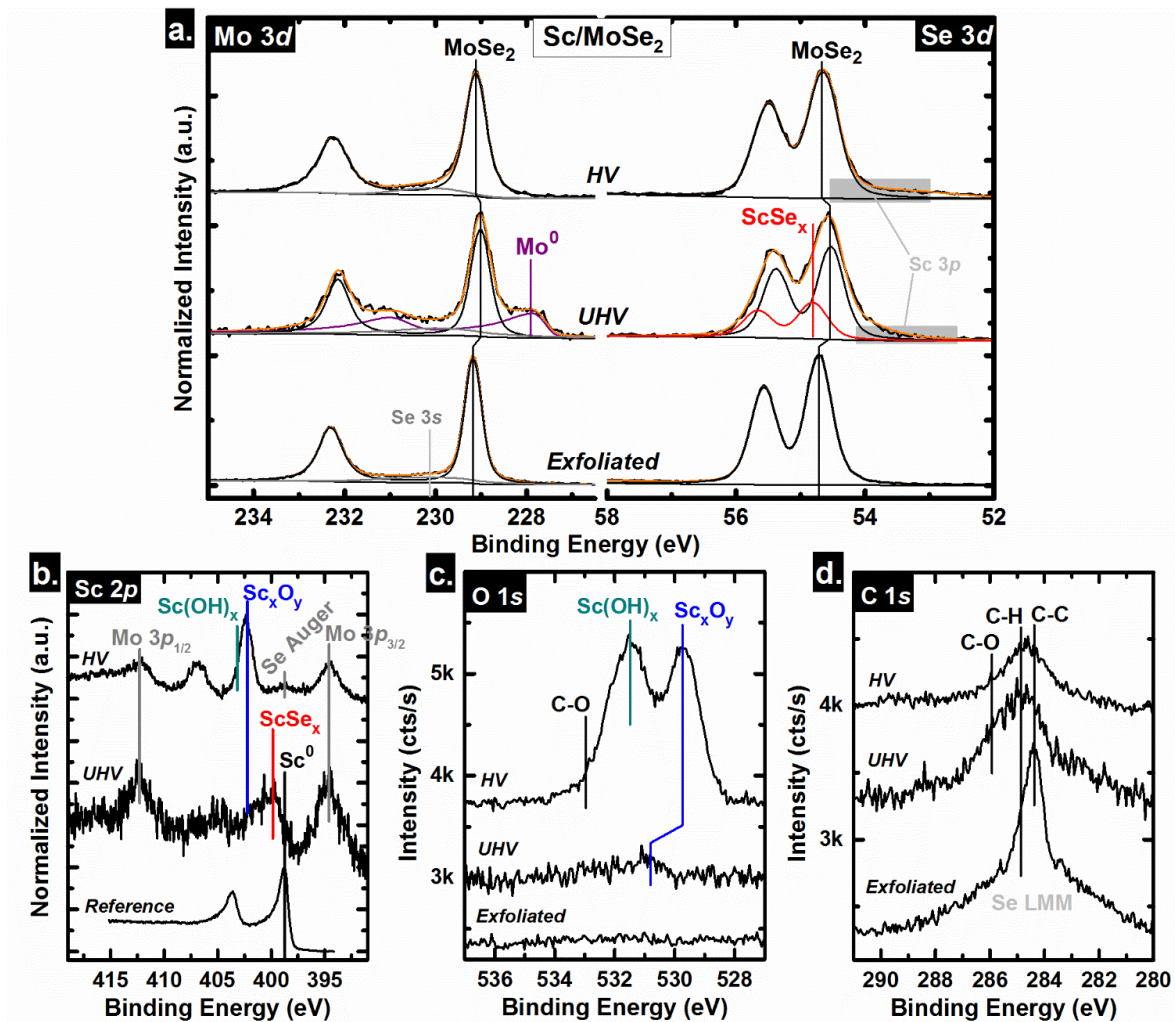 a.
Mo 3d
Sc/MoSe₂
Se 3d
MoSe₂
MoSe₂
HV
ScSeₓ
Mo⁰
Sc 3p
UHV
Se 3s
Exfoliated
Normalized Intensity (a.u.)
234 232 230 228 58 56 54 52
Binding Energy (eV)
b.
Sc 2p
Sc(OH)ₓ
ScₓOᵧ
Mo 3p₁/₂
Se Auger
Mo 3p₃/₂
HV
ScSeₓ
Sc⁰
UHV
Reference
Normalized Intensity (a.u.)
415 410 405 400 395
Binding Energy (eV)
c.
O 1s
Sc(OH)ₓ
ScₓOᵧ
5k
C-O
HV
4k
UHV
3k
Exfoliated
Intensity (cts/s)
536 534 532 530 528
Binding Energy (eV)
d.
C 1s
C-H
C-C
C-O
HV
4k
UHV
3k
Exfoliated
Se LMM
Intensity (cts/s)
290 288 286 284 282 280
Binding Energy (eV)